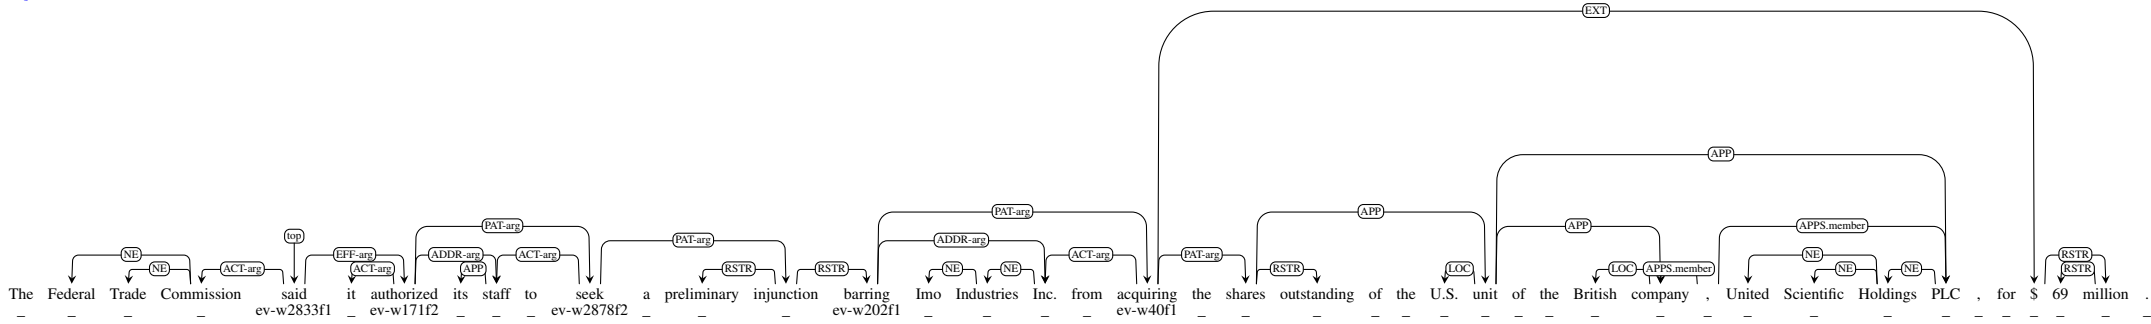 EXT
APP
PAT-arg PAT-arg APP
top PAT-arg ADDR-arg APP APPS.member
NE EFF-arg ADDR-arg ACT-arg ACT-arg NE RSTR
NE ACT-arg ACT-arg APP RSTR RSTR NE NE PAT-arg RSTR LOC LOC APPS.member NE NE RSTR
The Federal Trade Commission said it authorized its staff to seek a preliminary injunction barring Imo Industries Inc. from acquiring the shares outstanding of the U.S. unit of the British company , United Scientific Holdings PLC , for $ 69 million .
ev-w2833f1 ev-w171f2 ev-w2878f2 ev-w202f1 ev-w40f1
_ _ _ _ _ _ _ _ _ _ _ _ _ _ _ _ _ _ _ _ _ _ _ _ _ _ _ _ _ _ _ _ _ _ _ _ _ _ _ _ _ _